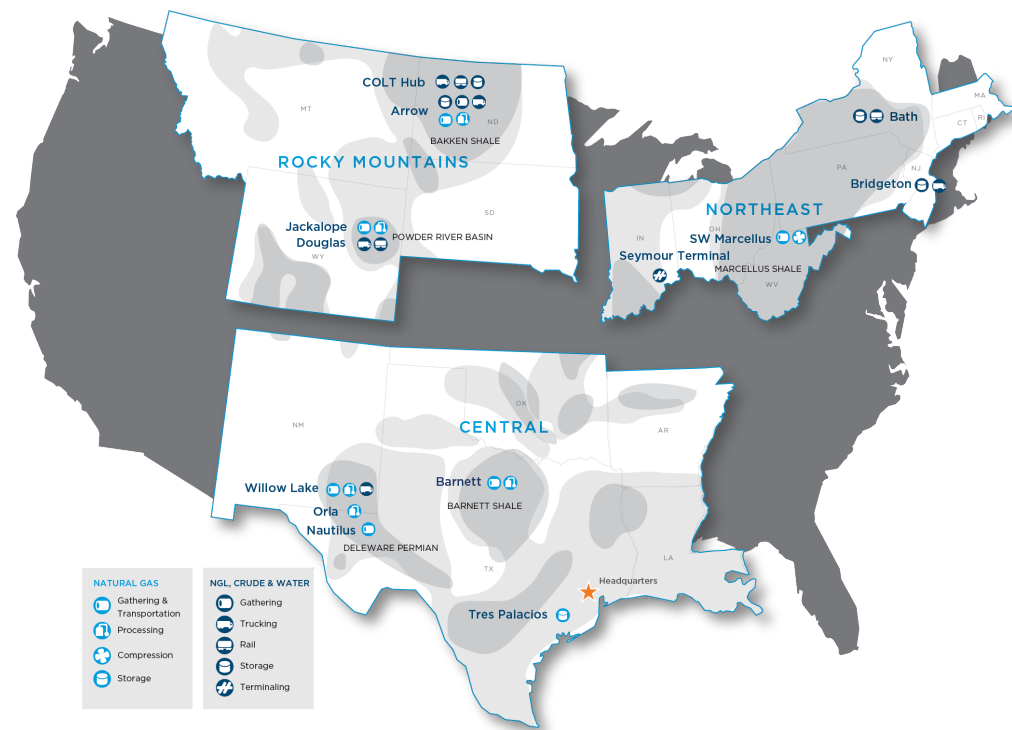 NY
COLT Hub
MA
MT
Arrow
ND
Bath
CT
RI
BAKKEN SHALE
ROCKY MOUNTAINS
PA
NJ
Bridgeton
SD
NORTHEAST
Jackalope
POWDER RIVER BASIN
Douglas
WY
IN
OH
SW Marcellus
Seymour Terminal
MARCELLUS SHALE
WV
OK
CENTRAL
NM
AR
Willow Lake
Barnett
BARNETT SHALE
Orla
Nautilus
DELEWARE PERMIAN
TX
LA
Headquarters
Tres Palacios
NATURAL GAS
Gathering &
Transportation
Processing
Compression
Storage
NGL, CRUDE & WATER
Gathering
Trucking
Rail
Storage
Terminaling